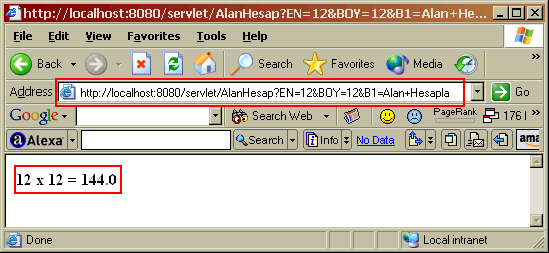 http://localhost:8080/servlet/AlanHesap?EN=12&BOY=12&B1=Alan+He...
File Edit View Favorites Tools Help
Back Search Favorites Media
Address http://localhost:8080/servlet/AlanHesap?EN=12&BOY=12&B1=Alan+Hesapla Go
Google Search Web PageRank 176
Alexa Search Info No Data
12 x 12 = 144.0
Done Local intranet